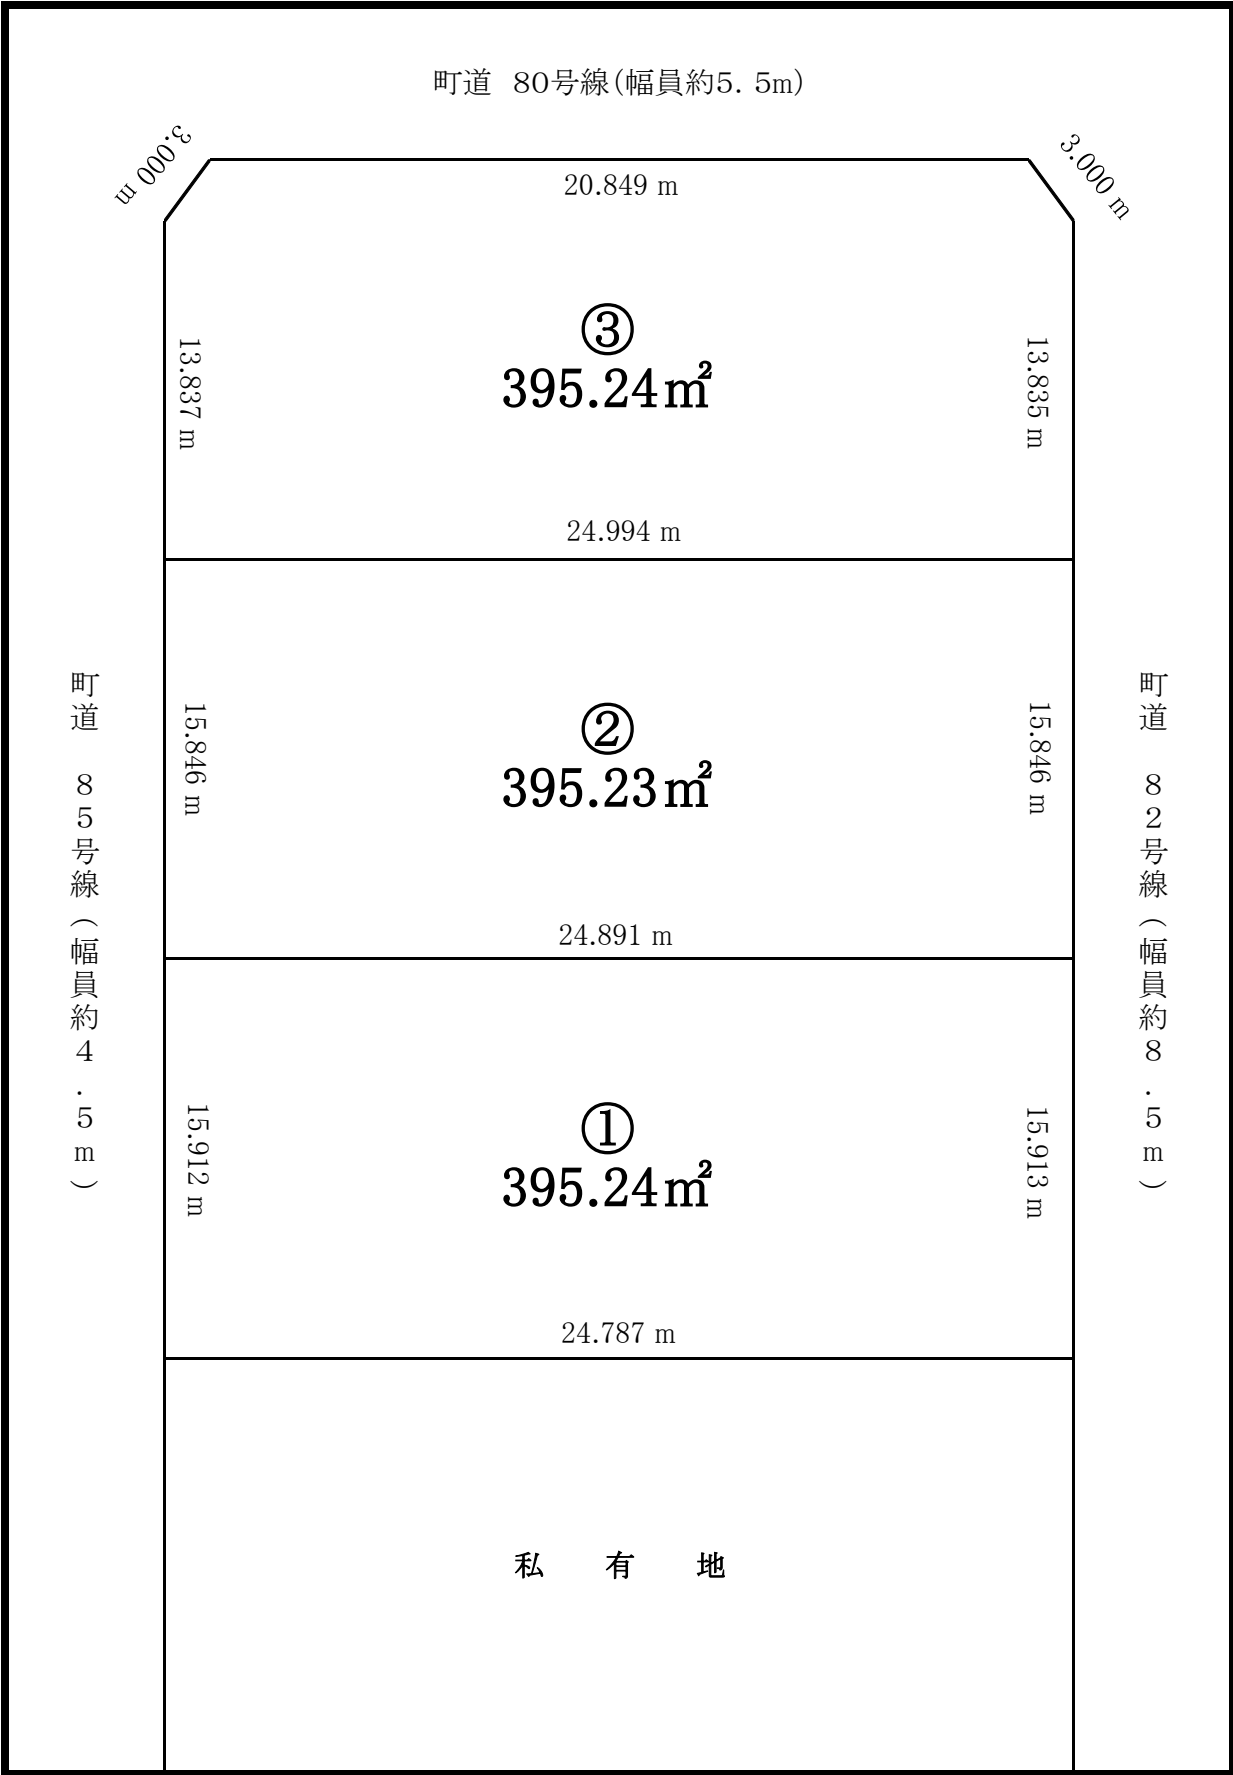 町道　８０号線（幅員約５．５ｍ）
3.000 m
3.000 m
20.849 m
③
395.24㎡
13.837 m
13.835 m
24.994 m
②
395.23㎡
15.846 m
15.846 m
24.891 m
町道　８５号線（幅員約４．５ｍ）
町道　８２号線（幅員約８．５ｍ）
①
395.24㎡
15.912 m
15.913 m
24.787 m
私　有　地